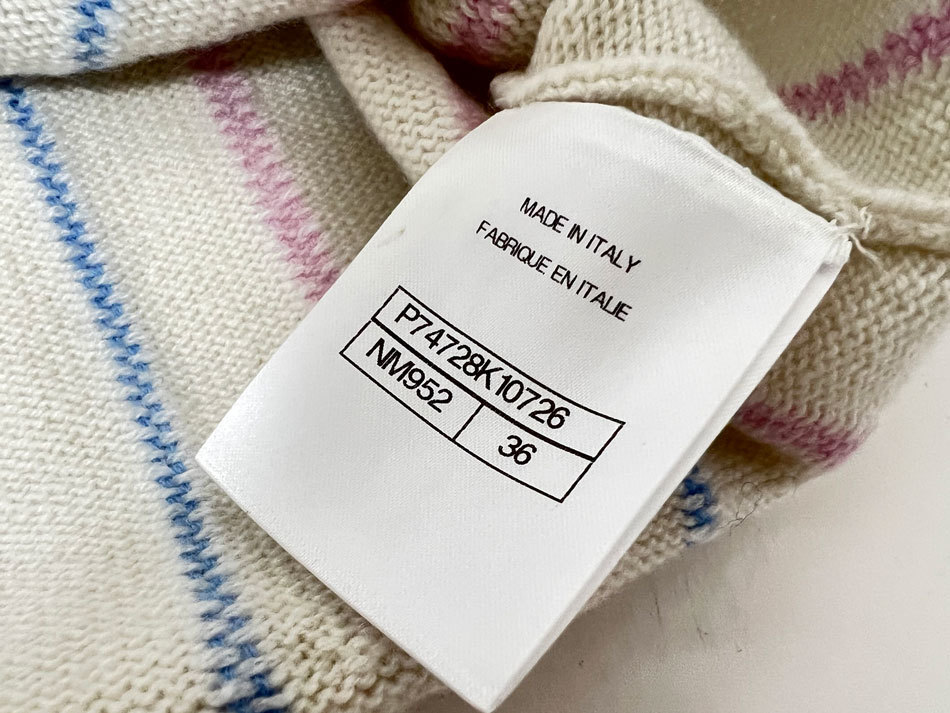 MADE IN ITALY
FABRIQUE EN ITALIE
P74728K10726
NM952 36